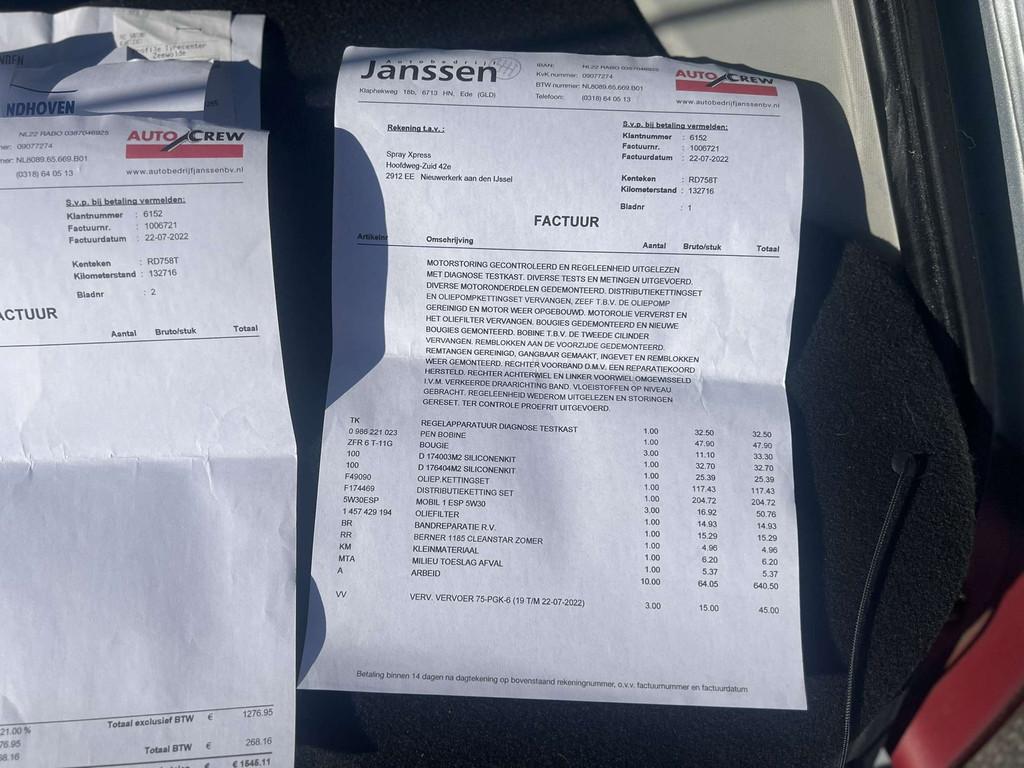 Zeewolde
NDHOVEN
NL22 RABO 0387046925
09077274
NL8089.65.669.B01
(0318) 64 05 13
AUTO CREW
www.autobedrijfjanssenbv.nl
S.v.p. bij betaling vermelden:
Klantnummer : 6152
Factuurnr. : 1006721
Factuurdatum : 22-07-2022
Kenteken : RD758T
Kilometerstand : 132716
Bladnr : 2
ACTUUR
Aantal Bruto/stuk Totaal
21.00 % Totaal exclusief BTW € 1276.95
76.95
68.16 Totaal BTW € 268.16
€ €1545.11
Autobedrijf
Janssen
Klaphekweg 18b, 6713 HN, Ede (GLD)
IBAN: NL22 RABO 0387046925
KvK nummer: 09077274
BTW nummer: NL8089.65.669.B01
Telefoon: (0318) 64 05 13
AUTO CREW
www.autobedrijfjanssenbv.nl
Rekening t.a.v. :
Spray Xpress
Hoofdweg-Zuid 42e
2912 EE Nieuwerkerk aan den IJssel
S.v.p. bij betaling vermelden:
Klantnummer : 6152
Factuurnr. : 1006721
Factuurdatum : 22-07-2022
Kenteken : RD758T
Kilometerstand : 132716
Bladnr : 1
FACTUUR
Artikelnr Omschrijving Aantal Bruto/stuk Totaal
MOTORSTORING GECONTROLEERD EN REGELEENHEID UITGELEZEN
MET DIAGNOSE TESTKAST. DIVERSE TESTS EN METINGEN UITGEVOERD.
DIVERSE MOTORONDERDELEN GEDEMONTEERD. DISTRIBUTIEKETTINGSET
EN OLIEPOMPKETTINGSET VERVANGEN, ZEEF T.B.V. DE OLIEPOMP
GEREINIGD EN MOTOR WEER OPGEBOUWD. MOTOROLIE VERVERST EN
HET OLIEFILTER VERVANGEN. BOUGIES GEDEMONTEERD EN NIEUWE
BOUGIES GEMONTEERD. BOBINE T.B.V. DE TWEEDE CILINDER
VERVANGEN. REMBLOKKEN AAN DE VOORZIJDE GEDEMONTEERD.
REMTANGEN GEREINIGD, GANGBAAR GEMAAKT, INGEVET EN REMBLOKKEN
WEER GEMONTEERD. RECHTER VOORBAND D.M.V. EEN REPARATIEKOORD
HERSTELD. RECHTER ACHTERWIEL EN LINKER VOORWIEL OMGEWISSELD
I.V.M. VERKEERDE DRAAIRICHTING BAND. VLOEISTOFFEN OP NIVEAU
GEBRACHT. REGELEENHEID WEDEROM UITGELEZEN EN STORINGEN
GERESET. TER CONTROLE PROEFRIT UITGEVOERD.
TK REGELAPPARATUUR DIAGNOSE TESTKAST 1.00 32.50 32.50
0 986 221 023 PEN BOBINE 1.00 47.90 47.90
ZFR 6 T-11G BOUGIE 3.00 11.10 33.30
100 D 174003M2 SILICONENKIT 1.00 32.70 32.70
100 D 176404M2 SILICONENKIT 1.00 25.39 25.39
F49090 OLIEP.KETTINGSET 1.00 117.43 117.43
F174469 DISTRIBUTIEKETTING SET 1.00 204.72 204.72
5W30ESP MOBIL 1 ESP 5W30 3.00 16.92 50.76
1 457 429 194 OLIEFILTER 1.00 14.93 14.93
BR BANDREPARATIE R.V. 1.00 15.29 15.29
RR BERNER 1185 CLEANSTAR ZOMER 1.00 4.96 4.96
KM KLEINMATERIAAL 1.00 6.20 6.20
MTA MILIEU TOESLAG AFVAL 1.00 5.37 5.37
A ARBEID 10.00 64.05 640.50
VV VERV. VERVOER 75-PGK-6 (19 T/M 22-07-2022) 3.00 15.00 45.00
Betaling binnen 14 dagen na dagtekening op bovenstaand rekeningnummer, o.v.v. factuurnummer en factuurdatum